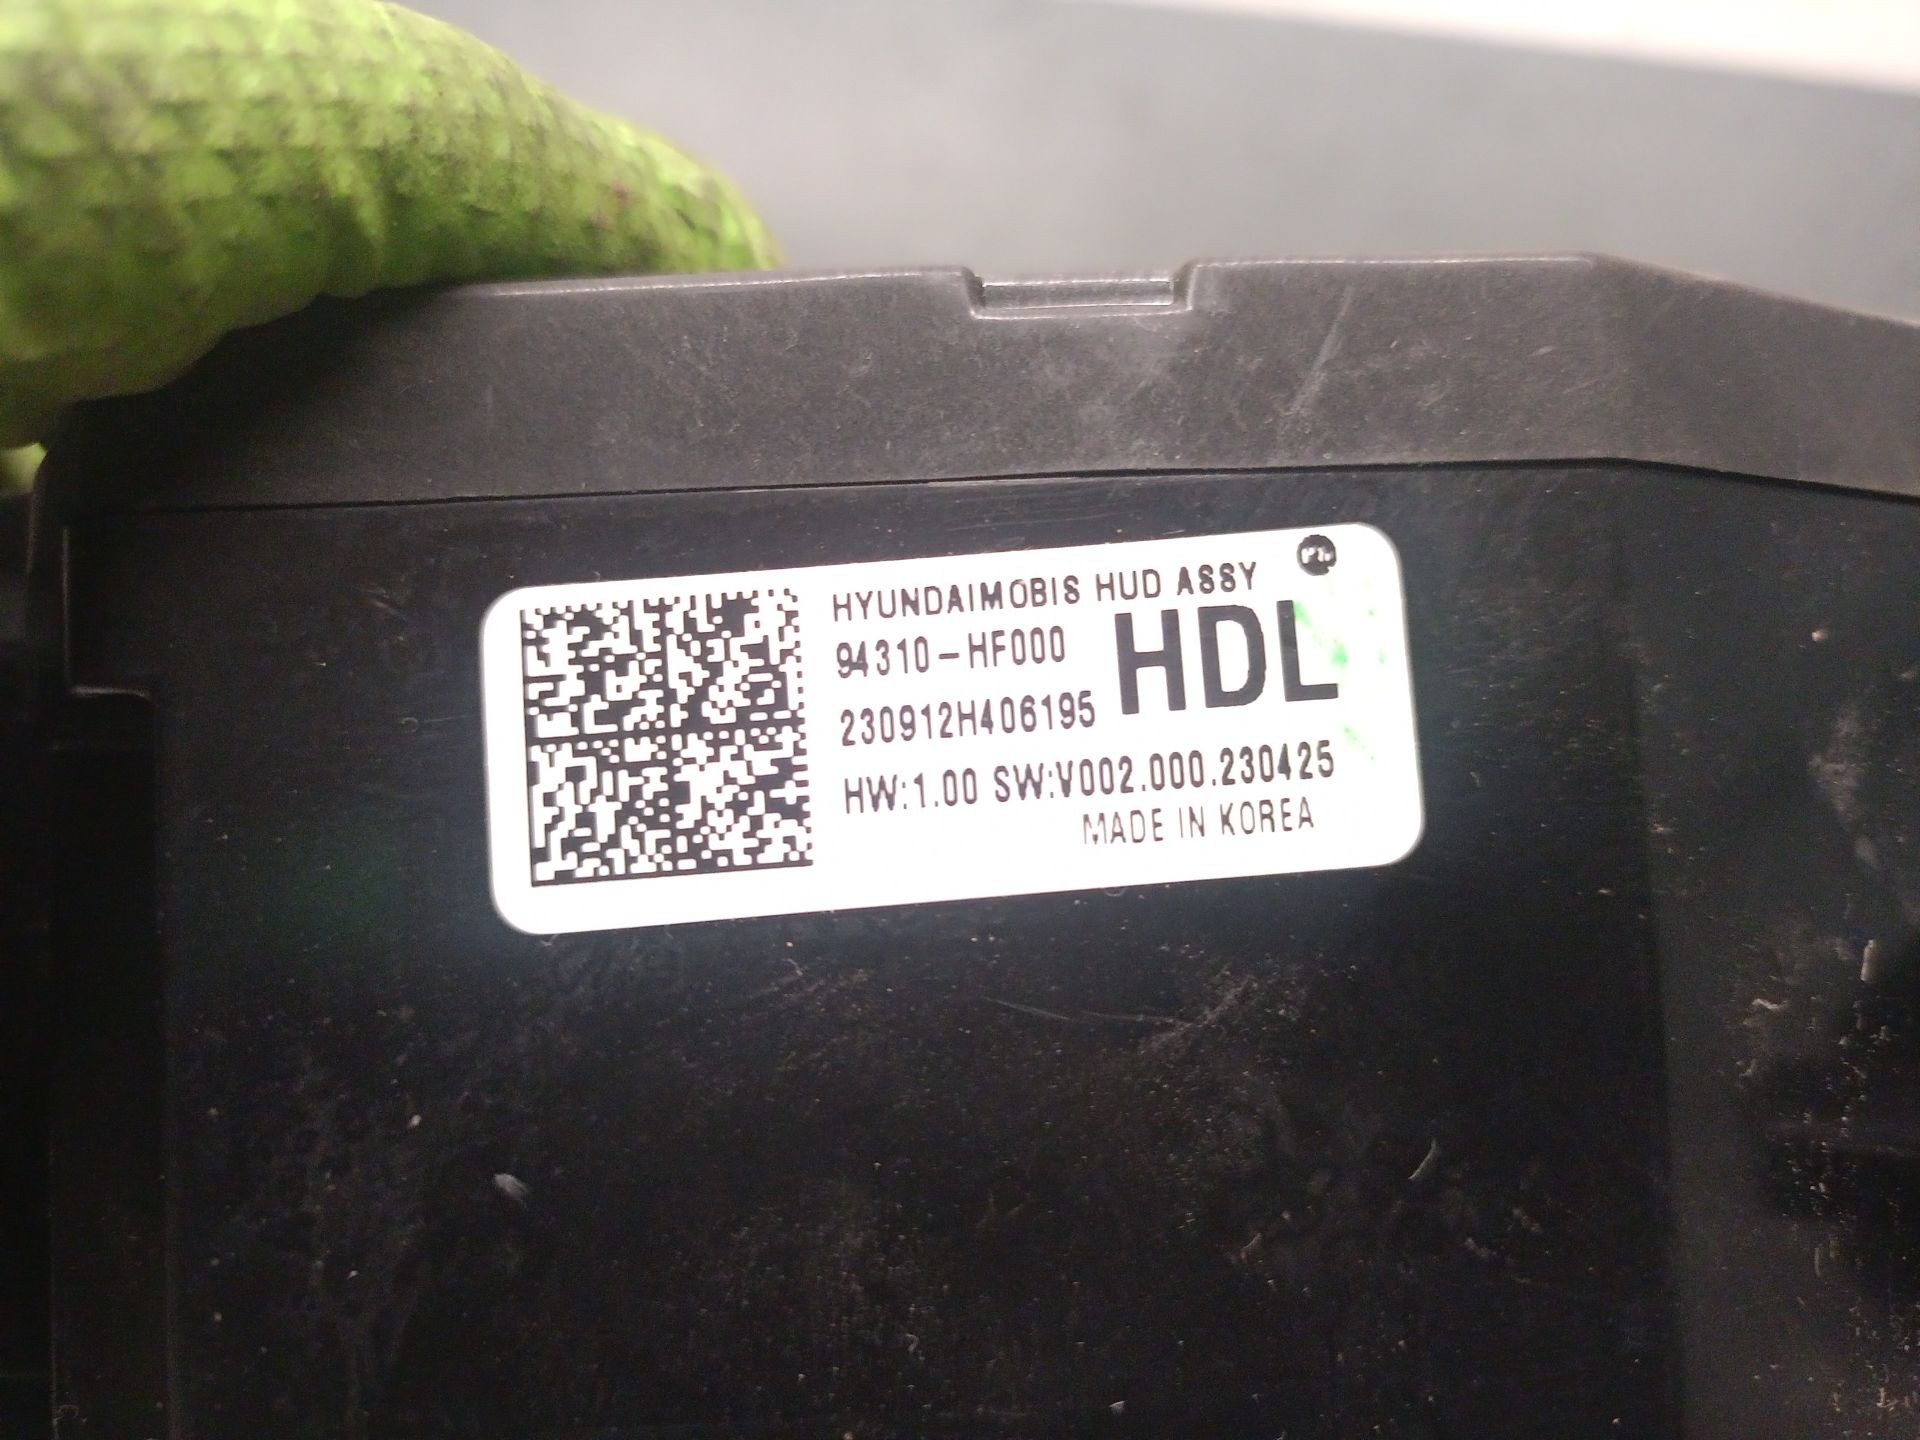 HYUNDAIMOBIS HUD ASSY
94310-HF000
HDL
230912H406195
HW:1.00 SW:V002.000.230425
MADE IN KOREA